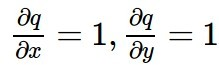 ∂q/∂x = 1, ∂q/∂y = 1